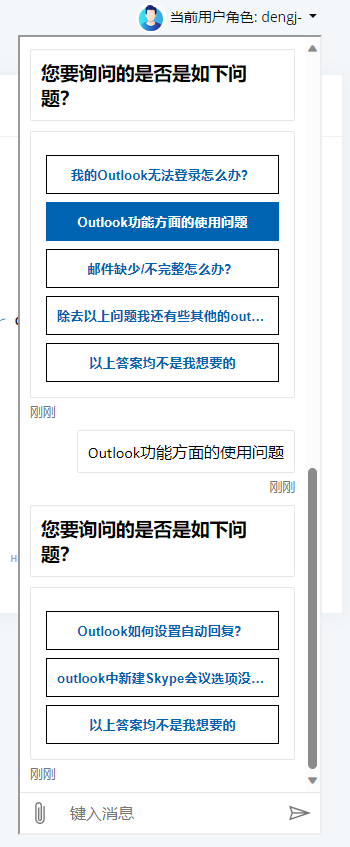 当前用户角色: dengj-
您要询问的是否是如下问
题?
我的Outlook无法登录怎么办?
Outlook功能方面的使用问题
邮件缺少/不完整怎么办?
除去以上问题我还有些其他的out...
以上答案均不是我想要的
刚刚
Outlook功能方面的使用问题
刚刚
您要询问的是否是如下问
题?
Outlook如何设置自动回复?
outlook中新建Skype会议选项没...
以上答案均不是我想要的
刚刚
键入消息